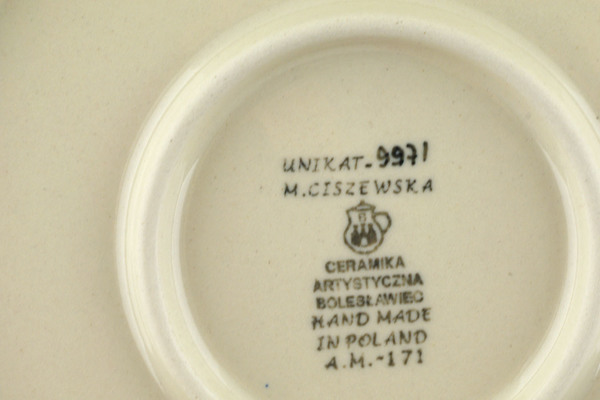 UNIKAT-9971
M.CISZEWSKA
CERAMIKA
ARTYSTYCZNA
BOLESŁAWIEC
HAND MADE
IN POLAND
A.M.-171